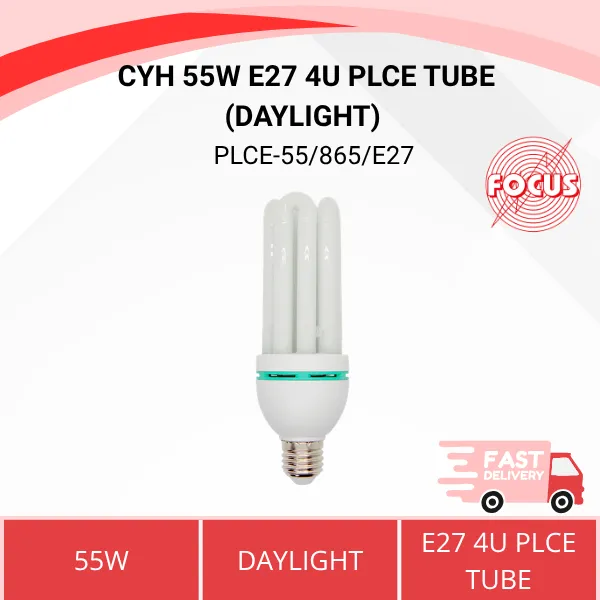 CYH 55W E27 4U PLCE TUBE
(DAYLIGHT)
PLCE-55/865/E27
FOCUS
FAST
DELIVERY
55W
DAYLIGHT
E27 4U PLCE
TUBE